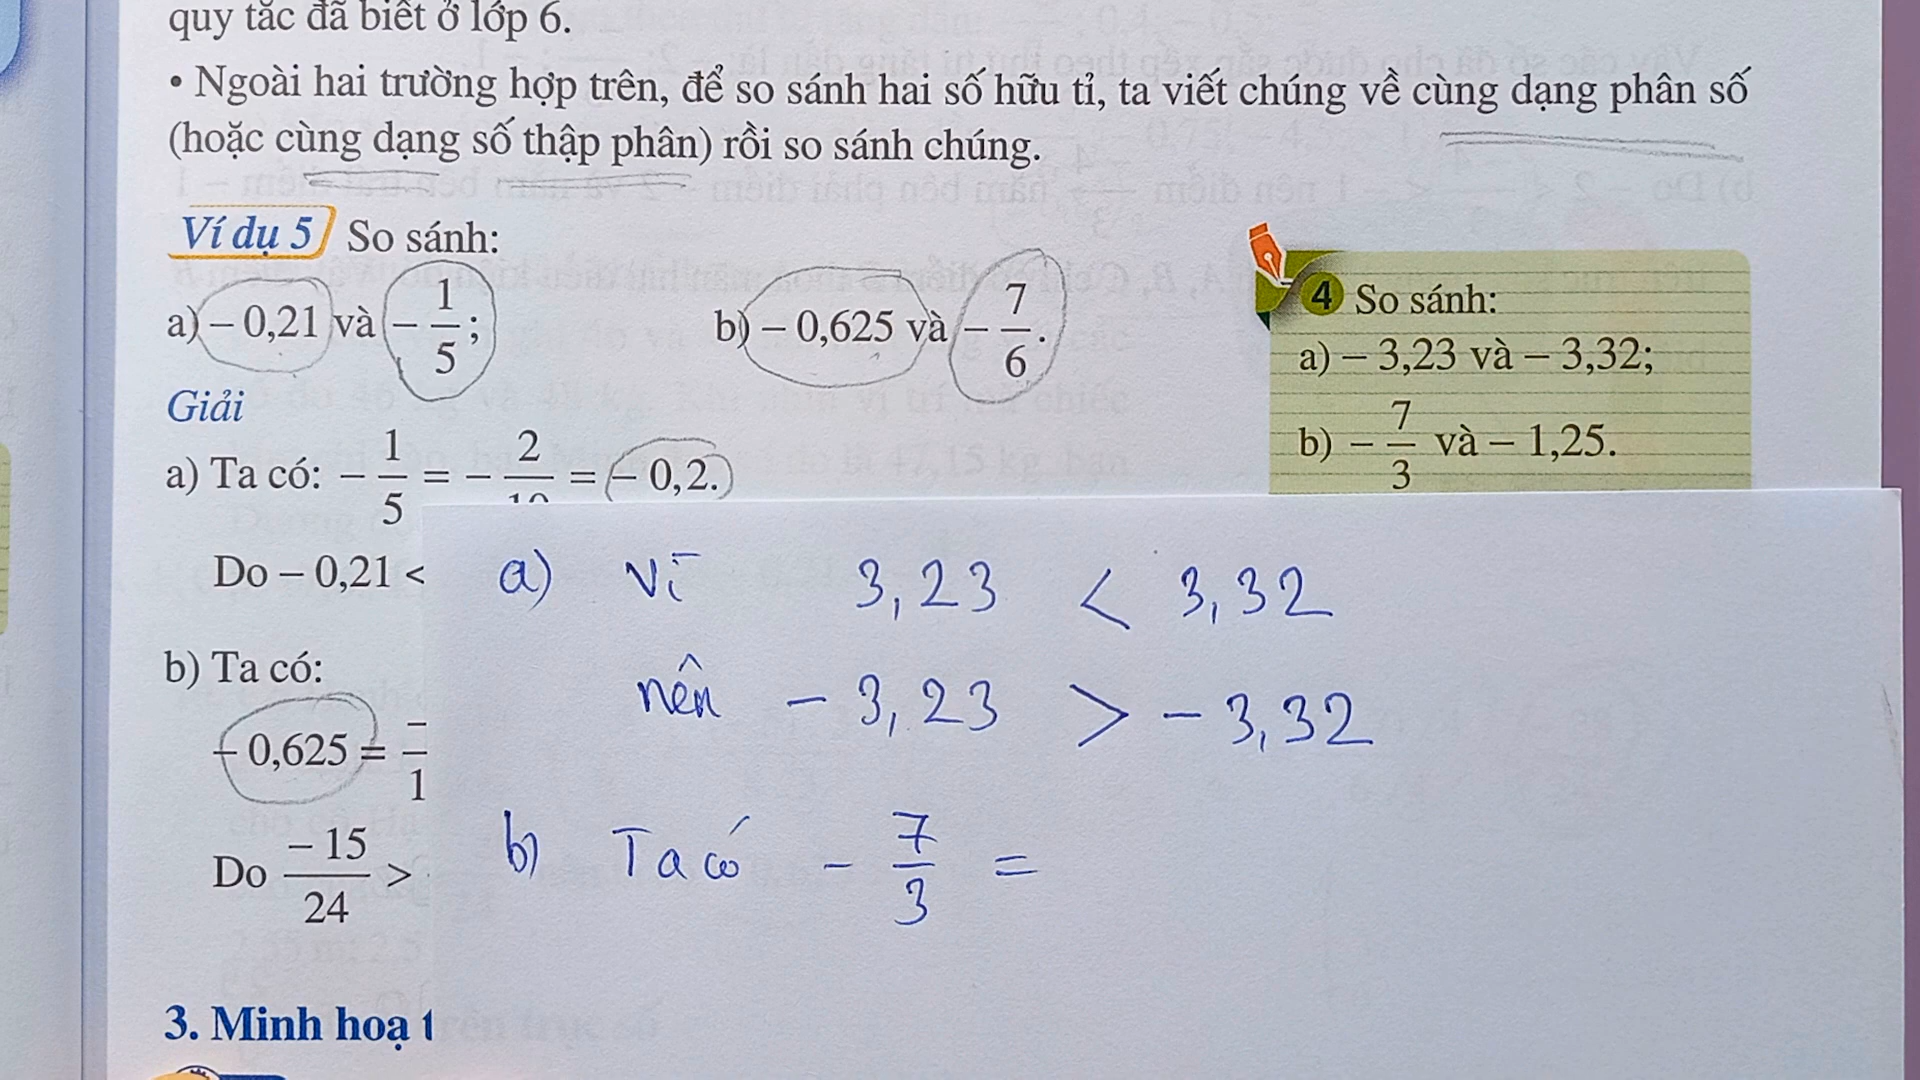 quy tắc đã biết ở lớp 6.
• Ngoài hai trường hợp trên, để so sánh hai số hữu tỉ, ta viết chúng về cùng dạng phân số
(hoặc cùng dạng số thập phân) rồi so sánh chúng.
Ví dụ 5 So sánh:
a) – 0,21 và – 1/5;
b) – 0,625 và – 7/6.
Giải
a) Ta có: – 1/5 = – 2/10 = – 0,2.
Do – 0,21 <
b) Ta có:
– 0,625 =
Do – 15/24 >
3. Minh hoạ
4 So sánh:
a) – 3,23 và – 3,32;
b) – 7/3 và – 1,25.
a) Vì 3,23 < 3,32
nên – 3,23 > – 3,32
b) Ta có – 7/3 =